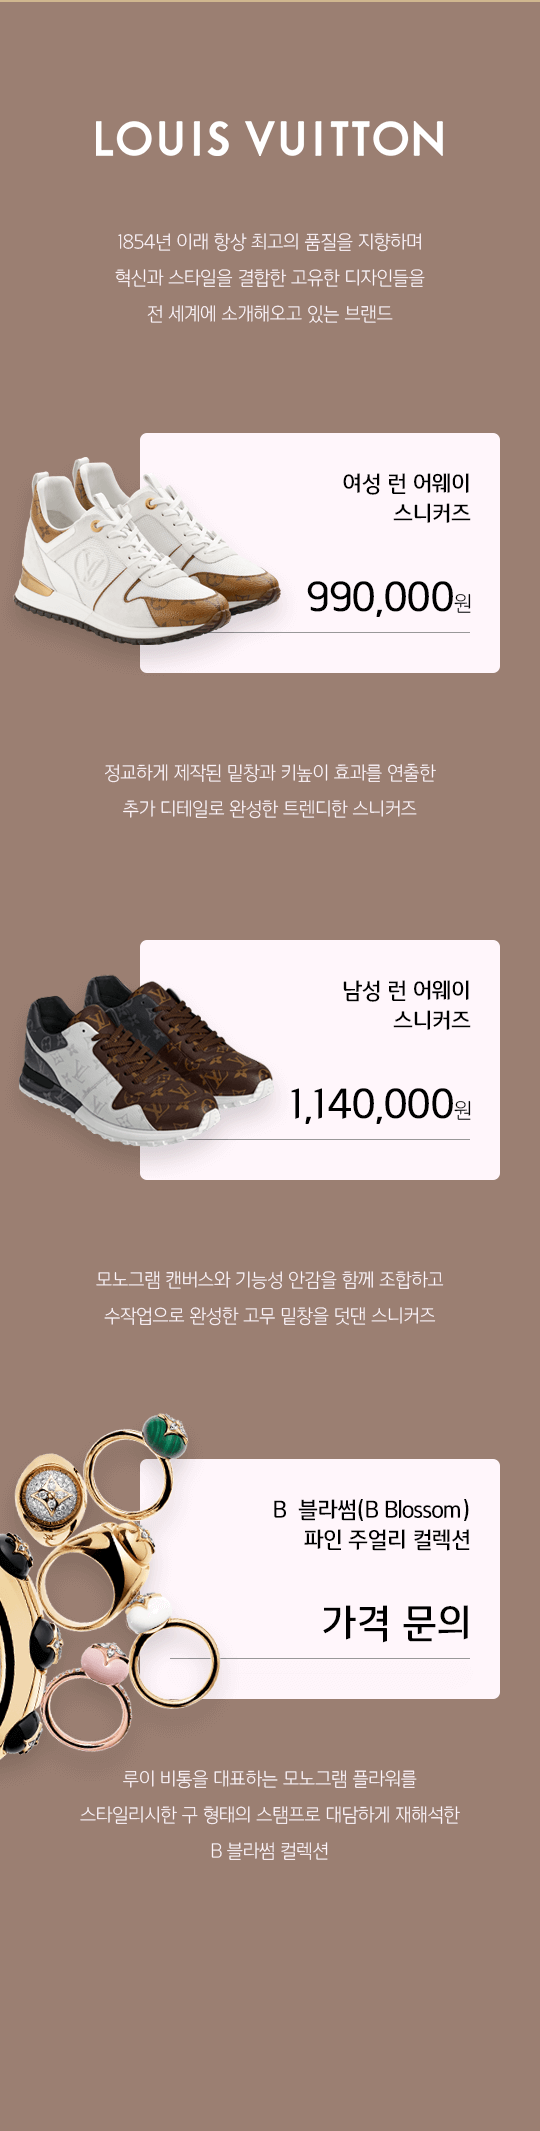 LOUIS VUITTON
1854년 이래 항상 최고의 품질을 지향하며
혁신과 스타일을 결합한 고유한 디자인들을
전 세계에 소개해오고 있는 브랜드
여성 런 어웨이
스니커즈
990,000원
정교하게 제작된 밑창과 키높이 효과를 연출한
추가 디테일로 완성한 트렌디한 스니커즈
남성 런 어웨이
스니커즈
1,140,000원
모노그램 캔버스와 기능성 안감을 함께 조합하고
수작업으로 완성한 고무 밑창을 덧댄 스니커즈
B 블라썸(B Blossom)
파인 주얼리 컬렉션
가격 문의
루이 비통을 대표하는 모노그램 플라워를
스타일리시한 구 형태의 스탬프로 대담하게 재해석한
B 블라썸 컬렉션